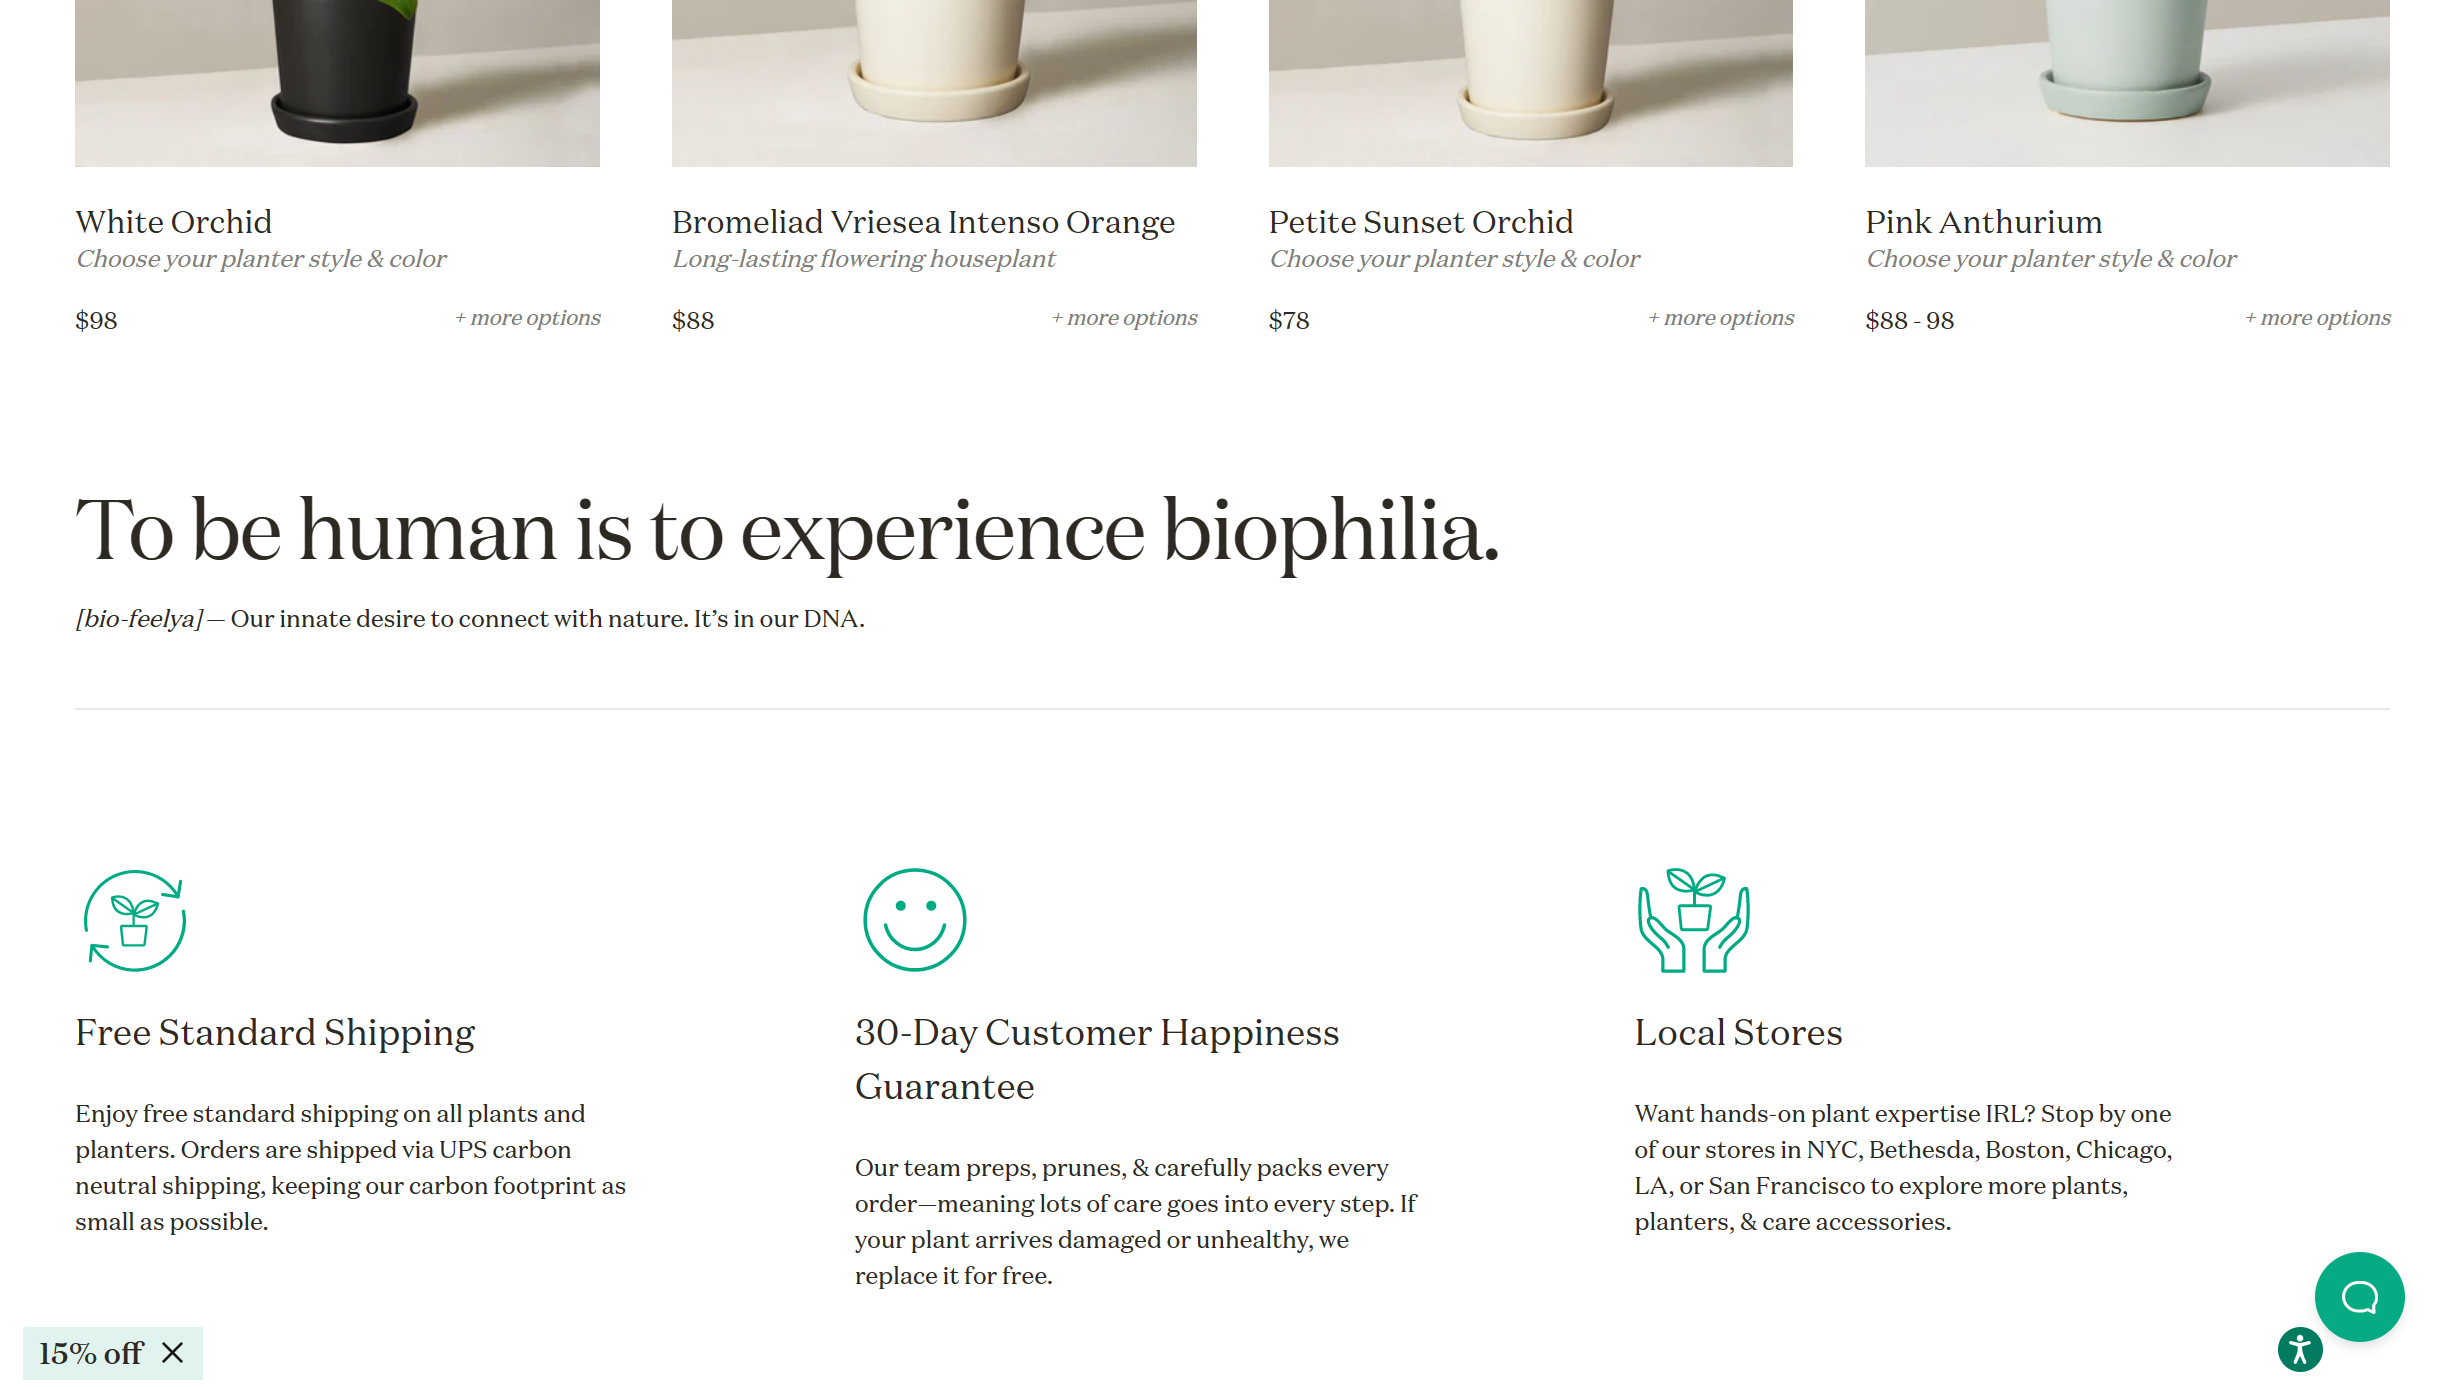 White Orchid
Choose your planter style & color
$98
+ more options
Bromeliad Vriesea Intenso Orange
Long-lasting flowering houseplant
$88
+ more options
Petite Sunset Orchid
Choose your planter style & color
$78
+ more options
Pink Anthurium
Choose your planter style & color
$88 - 98
+ more options
To be human is to experience biophilia.
[bio-feelya] — Our innate desire to connect with nature. It’s in our DNA.
Free Standard Shipping
Enjoy free standard shipping on all plants and
planters. Orders are shipped via UPS carbon
neutral shipping, keeping our carbon footprint as
small as possible.
30-Day Customer Happiness
Guarantee
Our team preps, prunes, & carefully packs every
order—meaning lots of care goes into every step. If
your plant arrives damaged or unhealthy, we
replace it for free.
Local Stores
Want hands-on plant expertise IRL? Stop by one
of our stores in NYC, Bethesda, Boston, Chicago,
LA, or San Francisco to explore more plants,
planters, & care accessories.
15% off